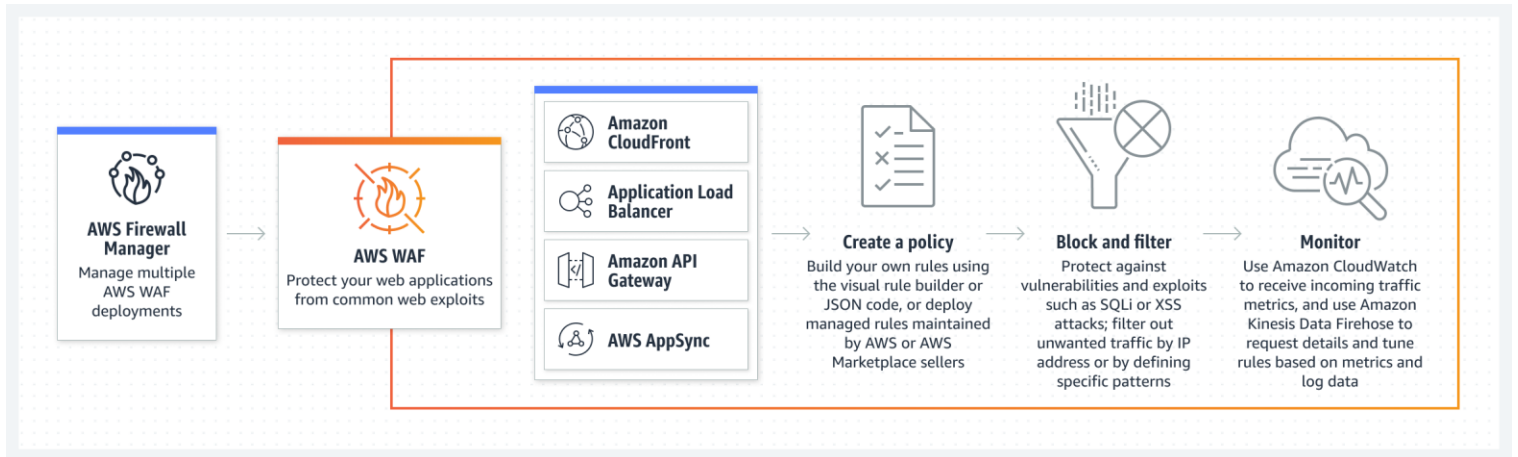 AWS Firewall
Manager
Manage multiple
AWS WAF
deployments
AWS WAF
Protect your web applications
from common web exploits
Amazon
CloudFront
Application Load
Balancer
Amazon API
Gateway
AWS AppSync
Create a policy
Build your own rules using
the visual rule builder or
JSON code, or deploy
managed rules maintained
by AWS or AWS
Marketplace sellers
Block and filter
Protect against
vulnerabilities and exploits
such as SQLi or XSS
attacks; filter out
unwanted traffic by IP
address or by defining
specific patterns
Monitor
Use Amazon CloudWatch
to receive incoming traffic
metrics, and use Amazon
Kinesis Data Firehose to
request details and tune
rules based on metrics and
log data